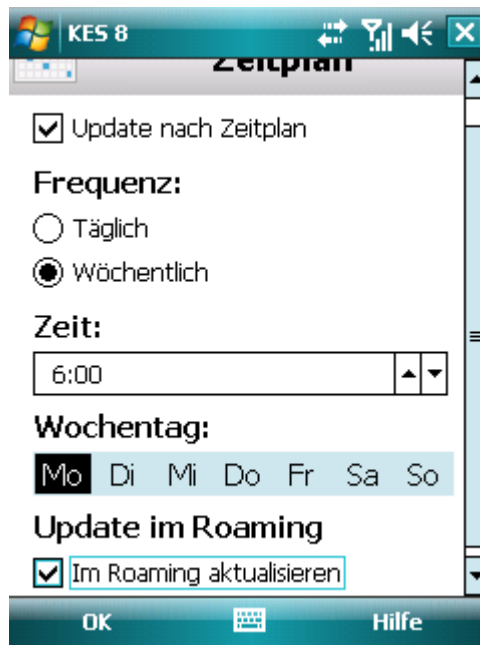 KES 8
Zeitplan
Update nach Zeitplan
Frequenz:
Täglich
Wöchentlich
Zeit:
6:00
Wochentag:
Mo Di Mi Do Fr Sa So
Update im Roaming
Im Roaming aktualisieren
OK Hilfe